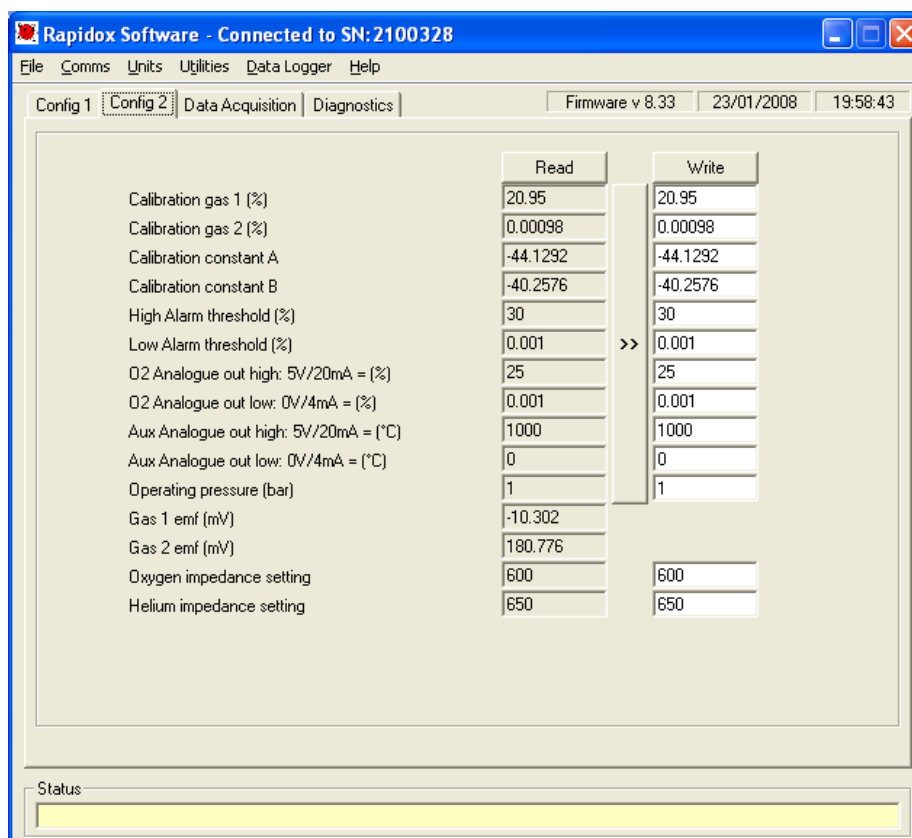 Rapidox Software - Connected to SN:2100328
File Comms Units Utilities Data Logger Help
Config 1 Config 2 Data Acquisition Diagnostics Firmware v 8.33 23/01/2008 19:58:43
Read Write
Calibration gas 1 (%) 20.95 20.95
Calibration gas 2 (%) 0.00098 0.00098
Calibration constant A -44.1292 -44.1292
Calibration constant B -40.2576 -40.2576
High Alarm threshold (%) 30 30
Low Alarm threshold (%) 0.001 >> 0.001
O2 Analogue out high: 5V/20mA = (%) 25 25
O2 Analogue out low: 0V/4mA = (%) 0.001 0.001
Aux Analogue out high: 5V/20mA = (°C) 1000 1000
Aux Analogue out low: 0V/4mA = (°C) 0 0
Operating pressure (bar) 1 1
Gas 1 emf (mV) -10.302
Gas 2 emf (mV) 180.776
Oxygen impedance setting 600 600
Helium impedance setting 650 650
Status